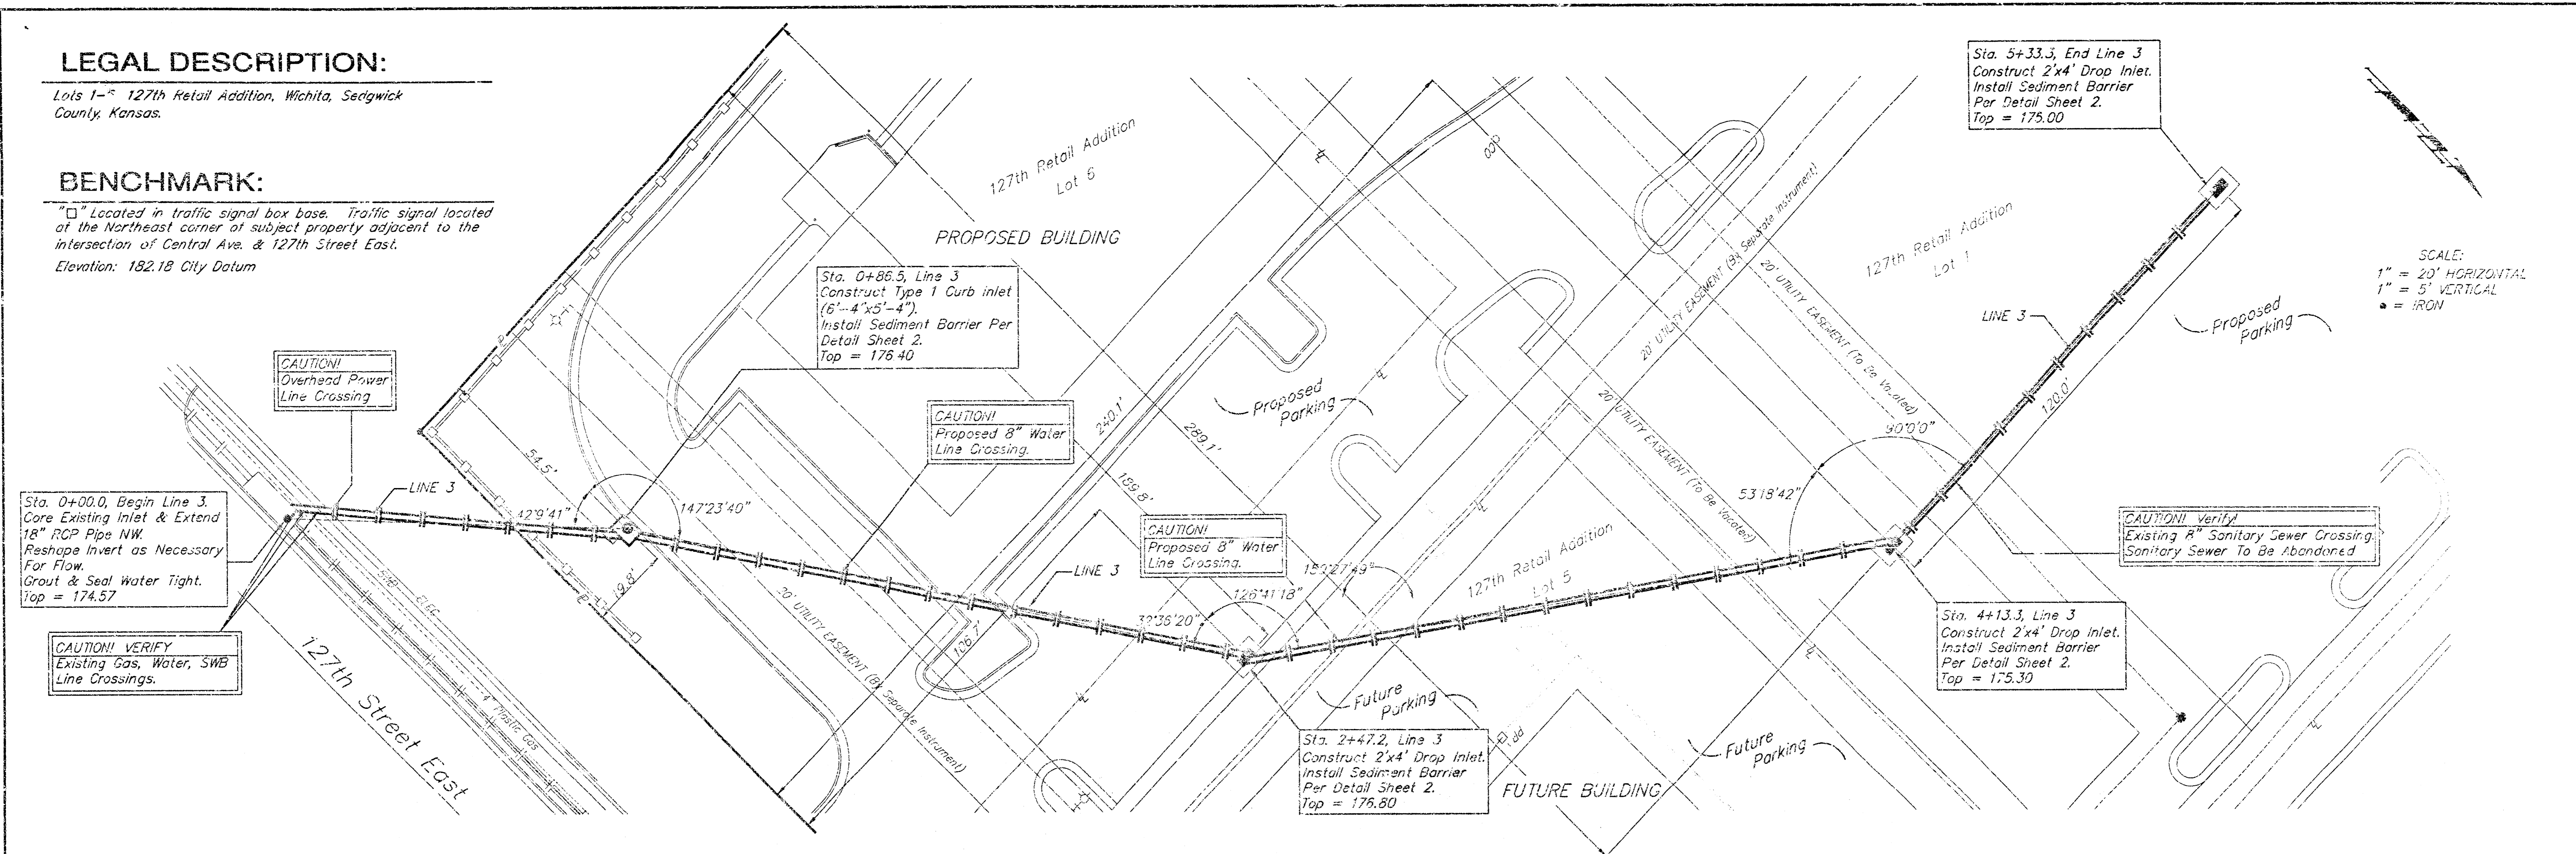 LEGAL DESCRIPTION:
Lots 1- 127th Retail Addition, Wichita, Sedgwick
County, Kansas.
BENCHMARK:
"□" Located in traffic signal box base. Traffic signal located
at the Northeast corner of subject property adjacent to the
intersection of Central Ave. & 127th Street East.
Elevation: 182.18 City Datum
Sta. 5+33.3, End Line 3
Construct 2'x4' Drop Inlet.
Install Sediment Barrier
Per Detail Sheet 2.
Top = 175.00
SCALE:
1" = 20' HORIZONTAL
1" = 5' VERTICAL
● = IRON
127th Retail Addition
Lot 6
PROPOSED BUILDING
Sta. 0+86.5, Line 3
Construct Type 1 Curb inlet
(6'-4"x5'-4").
Install Sediment Barrier Per
Detail Sheet 2.
Top = 176.40
CAUTION!
Overhead Power
Line Crossing
CAUTION!
Proposed 8" Water
Line Crossing.
240.1'
289.1'
189.8'
Proposed
Parking
20' UTILITY EASEMENT (By Separate Instrument)
20' UTILITY EASEMENT (To Be Vacated)
20' UTILITY EASEMENT (To Be Vacated)
127th Retail Addition
Lot 1
LINE 3
120.0'
Proposed
Parking
90°0'0"
53°18'42"
Sta. 0+00.0, Begin Line 3.
Core Existing Inlet & Extend
18" RCP Pipe NW.
Reshape Invert as Necessary
For Flow.
Grout & Seal Water Tight.
Top = 174.57
LINE 3
54.5'
42°9'41"
147°23'40"
19.8'
CAUTION!
Proposed 8" Water
Line Crossing.
LINE 3
32°36'20"
126°41'18"
106.7'
127th Retail Addition
Lot 5
CAUTION! Verify!
Existing 8" Sanitary Sewer Crossing.
Sanitary Sewer To Be Abandoned
CAUTION! VERIFY
Existing Gas, Water, SWB
Line Crossings.
SWB
ELEC
4" Plastic Gas
127th Street East
20' UTILITY EASEMENT (By Separate Instrument)
Sta. 4+13.3, Line 3
Construct 2'x4' Drop Inlet.
Install Sediment Barrier
Per Detail Sheet 2.
Top = 175.30
Future
Parking
Sta. 2+47.2, Line 3
Construct 2'x4' Drop Inlet.
Install Sediment Barrier
Per Detail Sheet 2.
Top = 176.80
PP
FUTURE BUILDING
Future
Parking